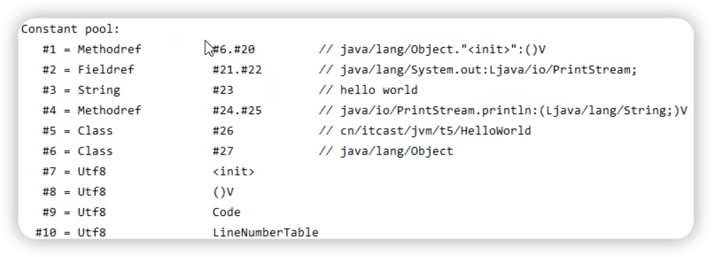 Constant pool:
#1 = Methodref #6.#20 // java/lang/Object."<init>":()V
#2 = Fieldref #21.#22 // java/lang/System.out:Ljava/io/PrintStream;
#3 = String #23 // hello world
#4 = Methodref #24.#25 // java/io/PrintStream.println:(Ljava/lang/String;)V
#5 = Class #26 // cn/itcast/jvm/t5/HelloWorld
#6 = Class #27 // java/lang/Object
#7 = Utf8 <init>
#8 = Utf8 ()V
#9 = Utf8 Code
#10 = Utf8 LineNumberTable